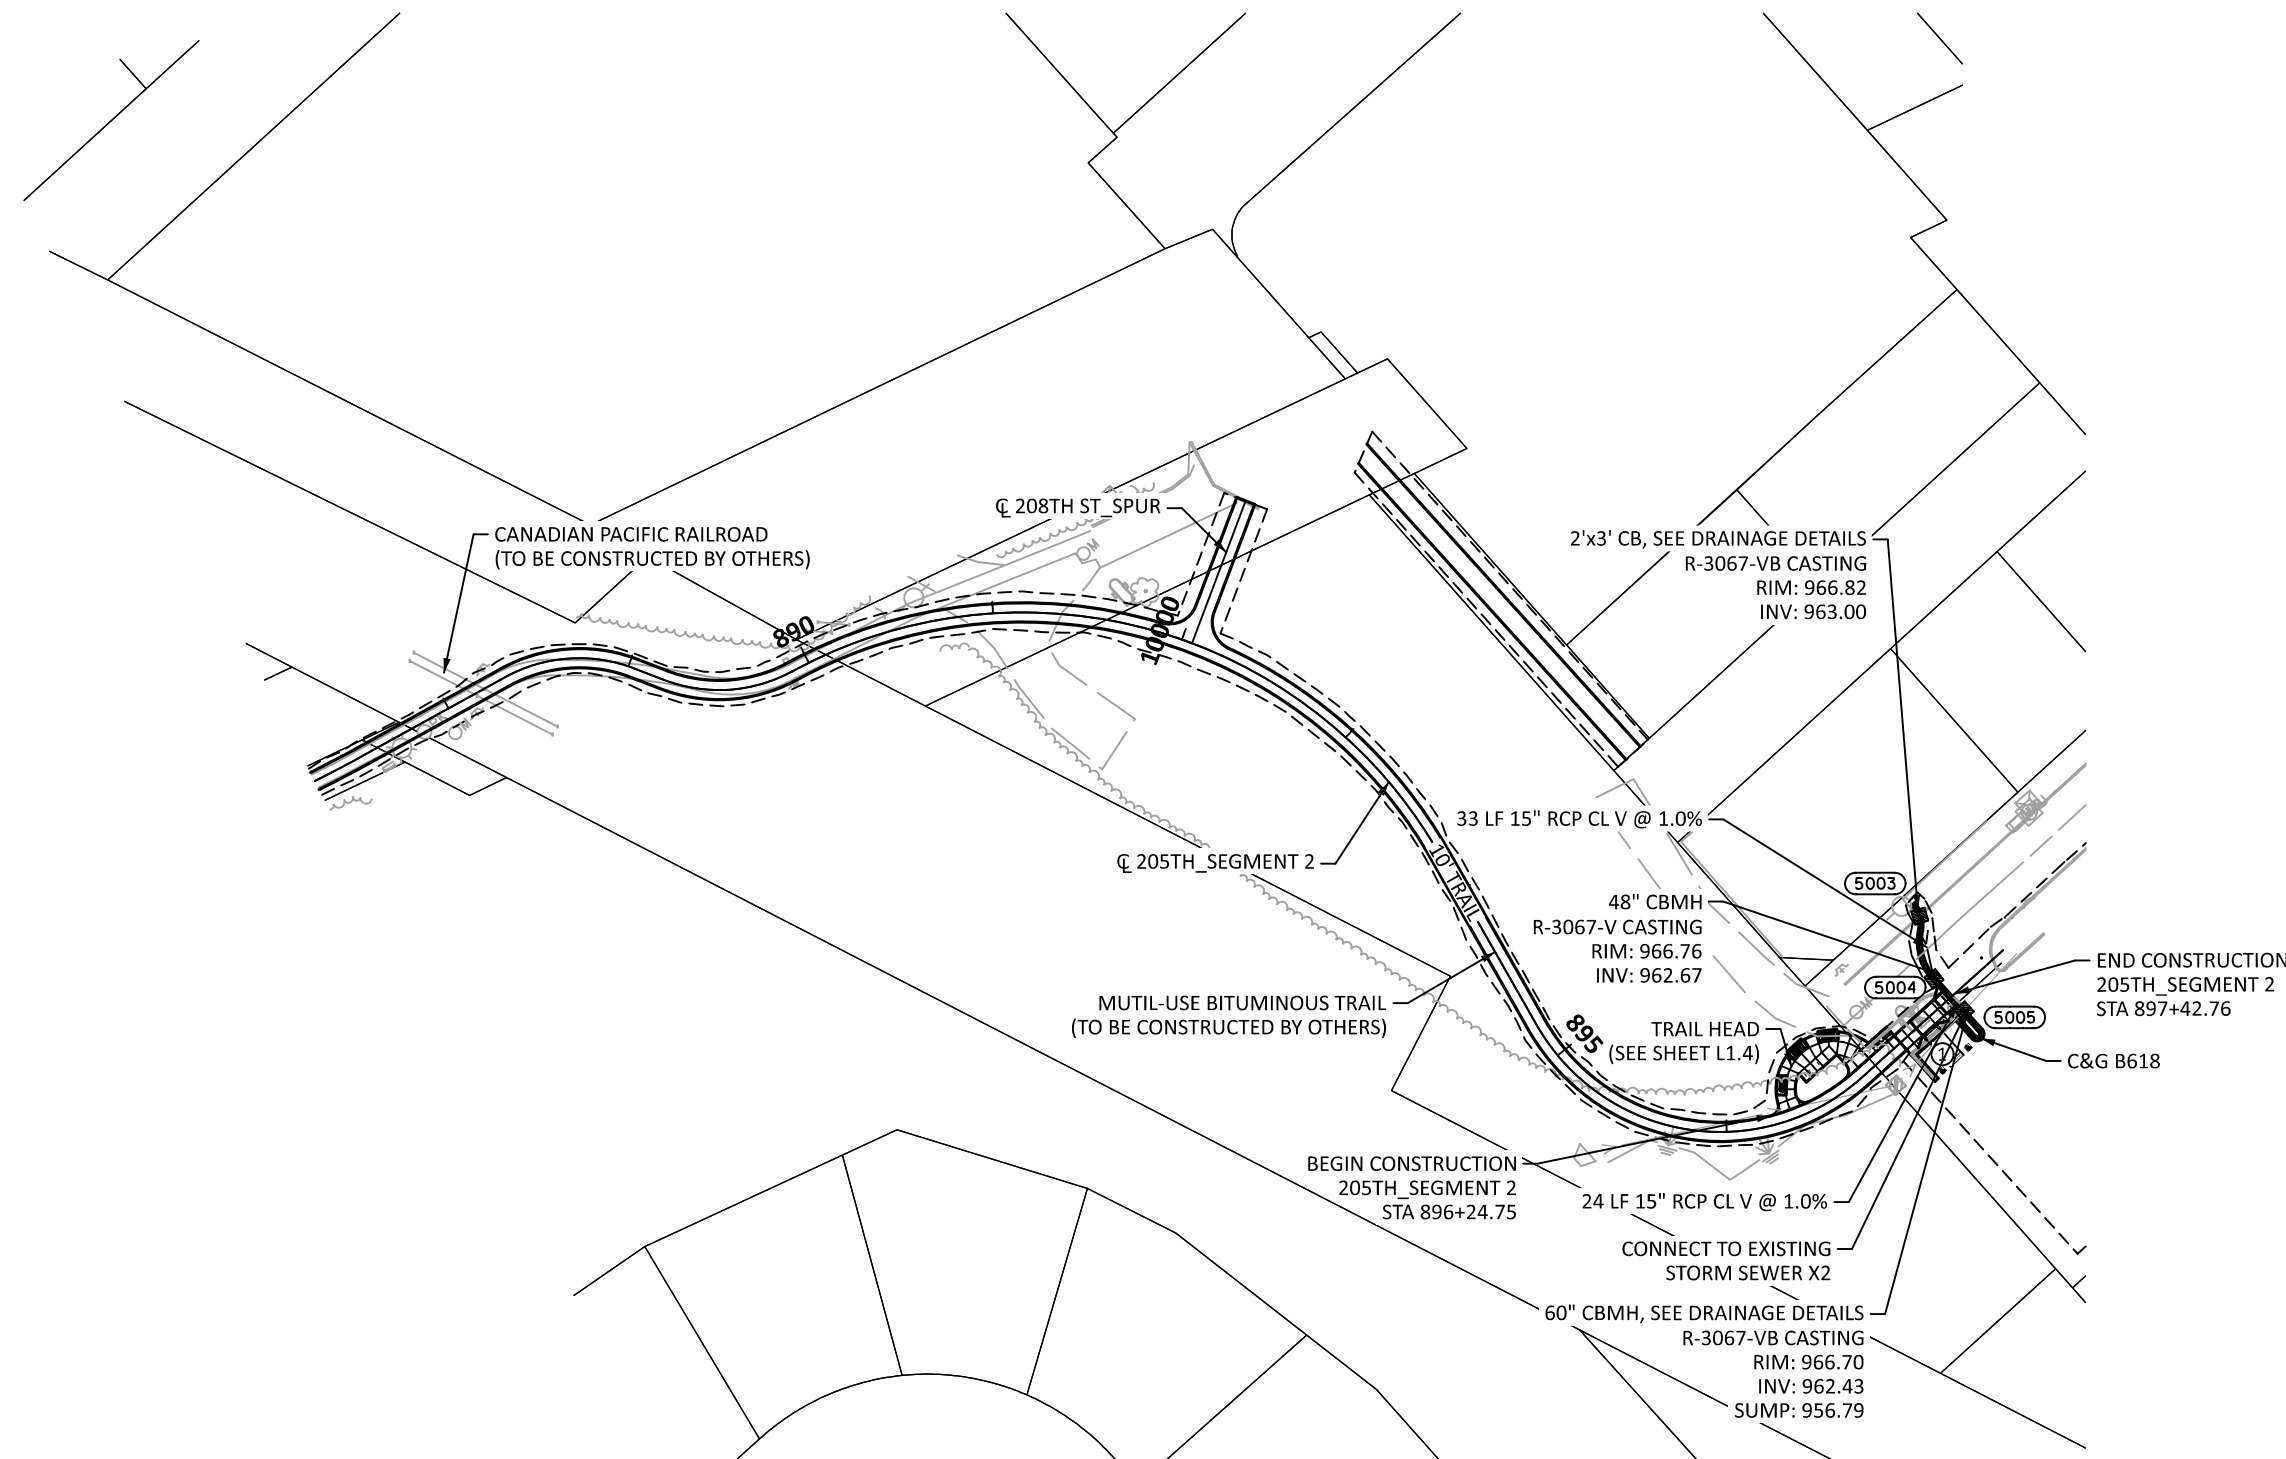 ℄ 208TH ST_SPUR
CANADIAN PACIFIC RAILROAD
(TO BE CONSTRUCTED BY OTHERS)
2'x3' CB, SEE DRAINAGE DETAILS
R-3067-VB CASTING
RIM: 966.82
INV: 963.00
890
10000
33 LF 15" RCP CL V @ 1.0%
℄ 205TH_SEGMENT 2
10' TRAIL
5003
48" CBMH
R-3067-V CASTING
RIM: 966.76
INV: 962.67
END CONSTRUCTION
205TH_SEGMENT 2
STA 897+42.76
5004
5005
MUTIL-USE BITUMINOUS TRAIL
(TO BE CONSTRUCTED BY OTHERS)
895
TRAIL HEAD
(SEE SHEET L1.4)
1
C&G B618
BEGIN CONSTRUCTION
205TH_SEGMENT 2
STA 896+24.75
24 LF 15" RCP CL V @ 1.0%
CONNECT TO EXISTING
STORM SEWER X2
60" CBMH, SEE DRAINAGE DETAILS
R-3067-VB CASTING
RIM: 966.70
INV: 962.43
SUMP: 956.79